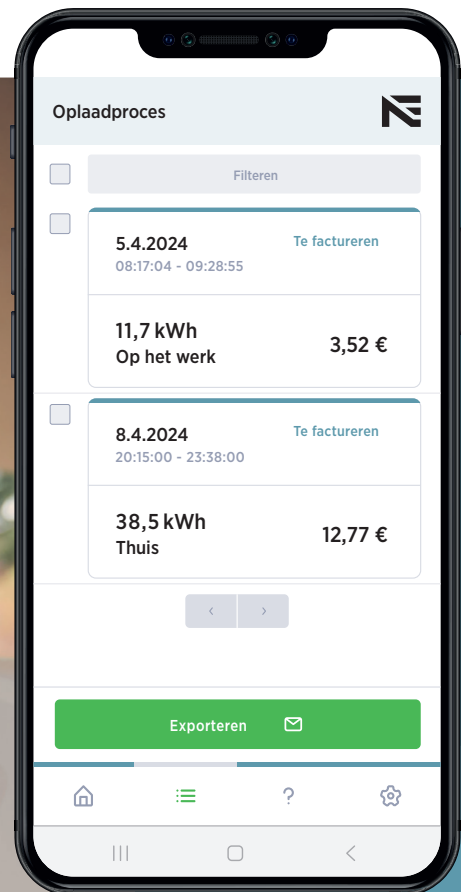 Oplaadproces
Filteren
5.4.2024 Te factureren
08:17:04 - 09:28:55
11,7 kWh
Op het werk 3,52 €
8.4.2024 Te factureren
20:15:00 - 23:38:00
38,5 kWh
Thuis 12,77 €
Exporteren